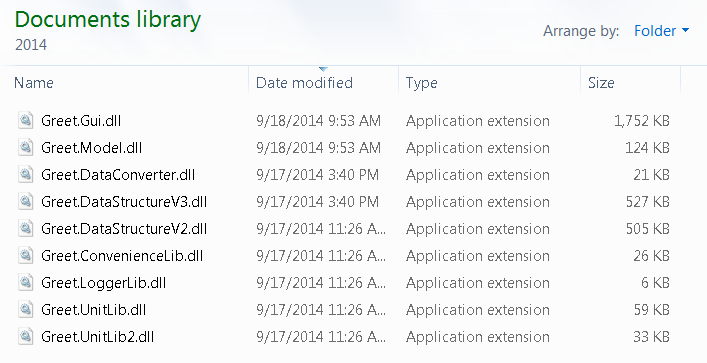 Documents library
2014
Arrange by: Folder
Name Date modified Type Size
Greet.Gui.dll 9/18/2014 9:53 AM Application extension 1,752 KB
Greet.Model.dll 9/18/2014 9:53 AM Application extension 124 KB
Greet.DataConverter.dll 9/17/2014 3:40 PM Application extension 21 KB
Greet.DataStructureV3.dll 9/17/2014 3:40 PM Application extension 527 KB
Greet.DataStructureV2.dll 9/17/2014 11:26 A... Application extension 505 KB
Greet.ConvenienceLib.dll 9/17/2014 11:26 A... Application extension 26 KB
Greet.LoggerLib.dll 9/17/2014 11:26 A... Application extension 6 KB
Greet.UnitLib.dll 9/17/2014 11:26 A... Application extension 59 KB
Greet.UnitLib2.dll 9/17/2014 11:26 A... Application extension 33 KB